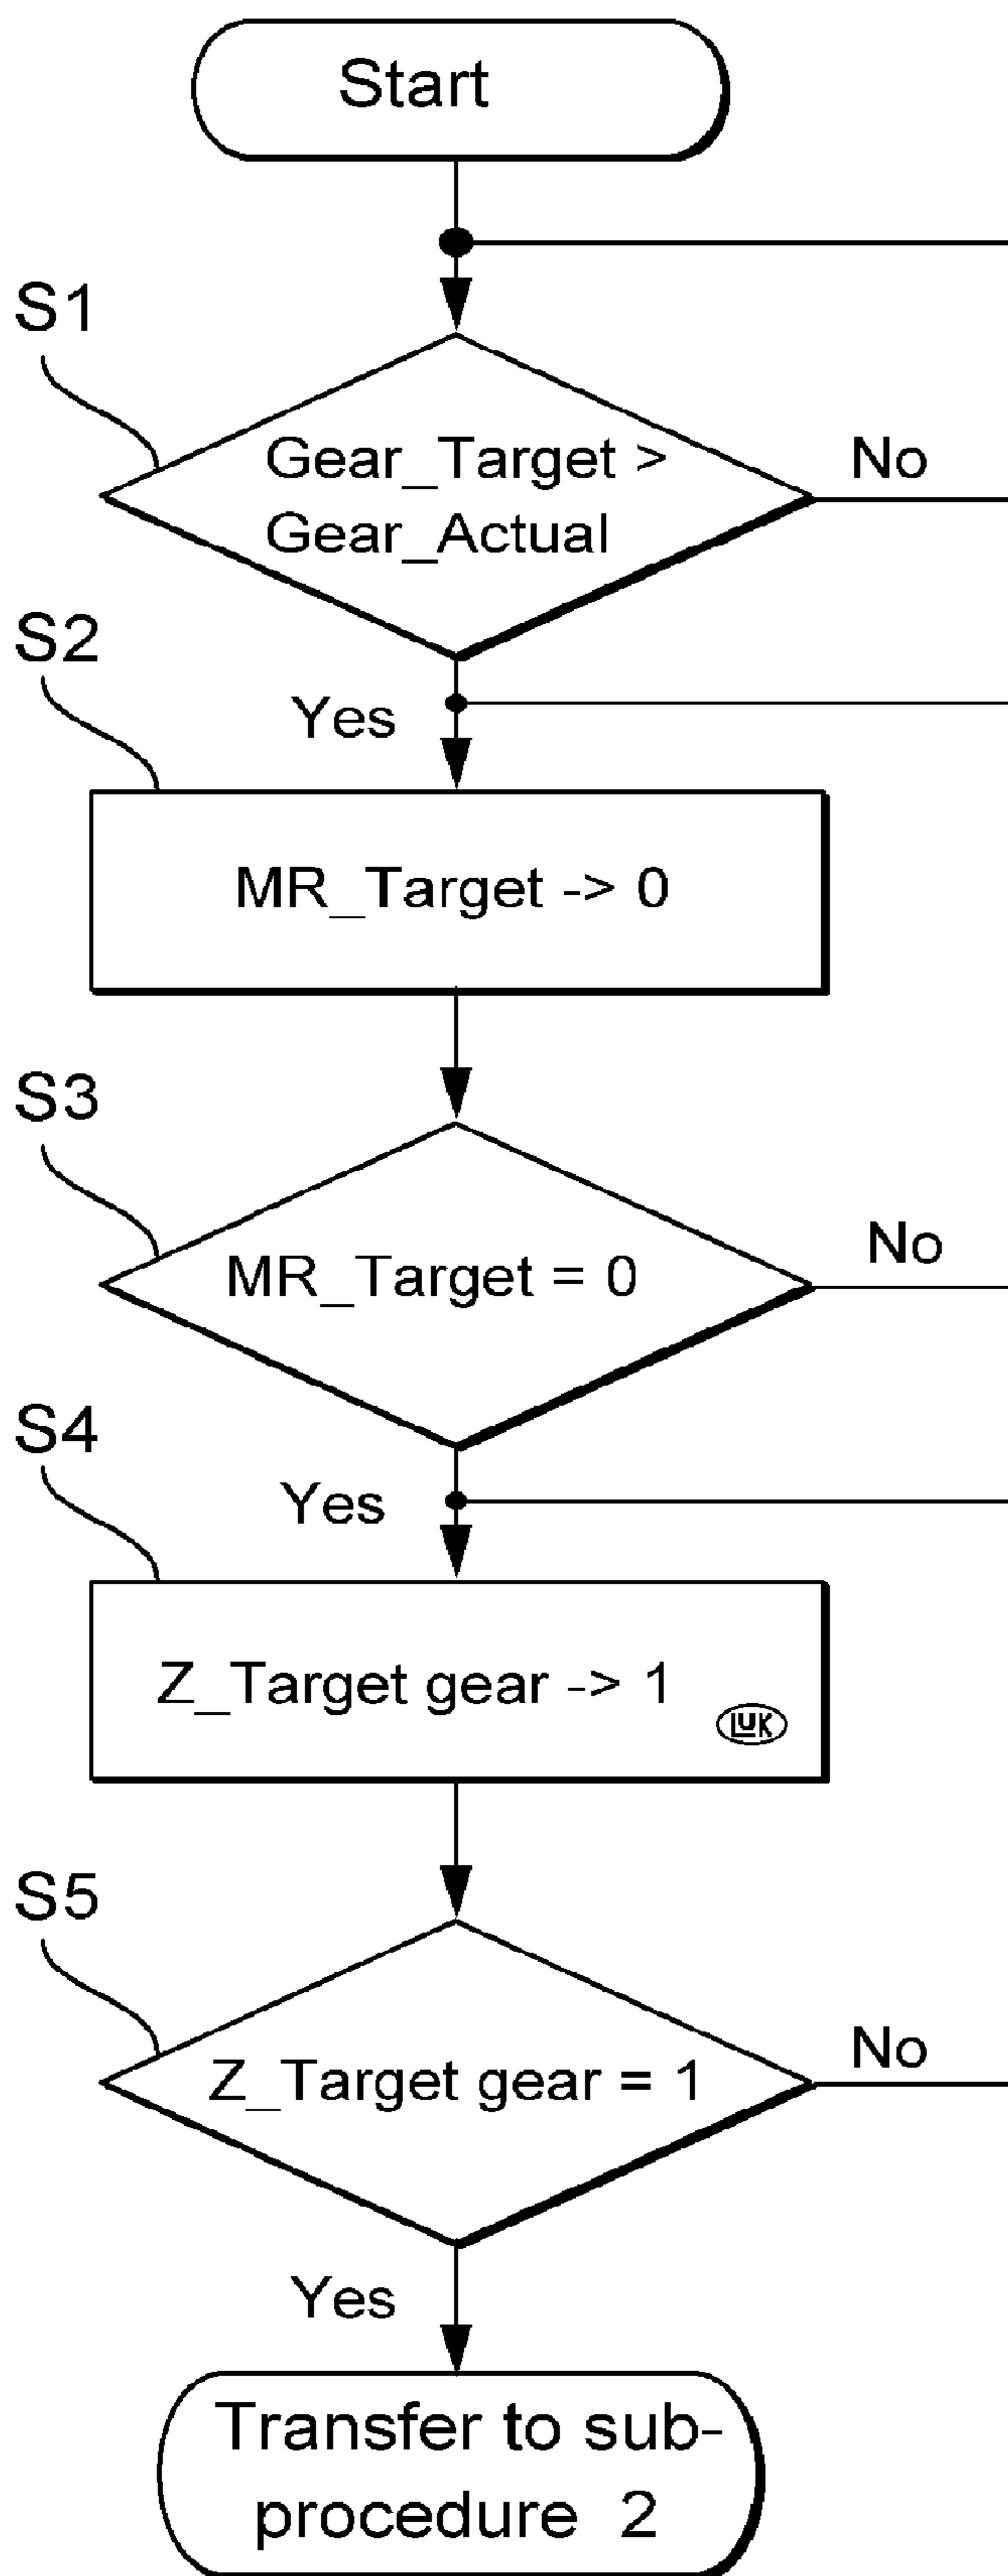 Start
S1
Gear_Target >
Gear_Actual
No
S2
Yes
MR_Target -> 0
S3
MR_Target = 0
No
S4
Yes
Z_Target gear -> 1
LUK
S5
Z_Target gear = 1
No
Yes
Transfer to sub-
procedure 2